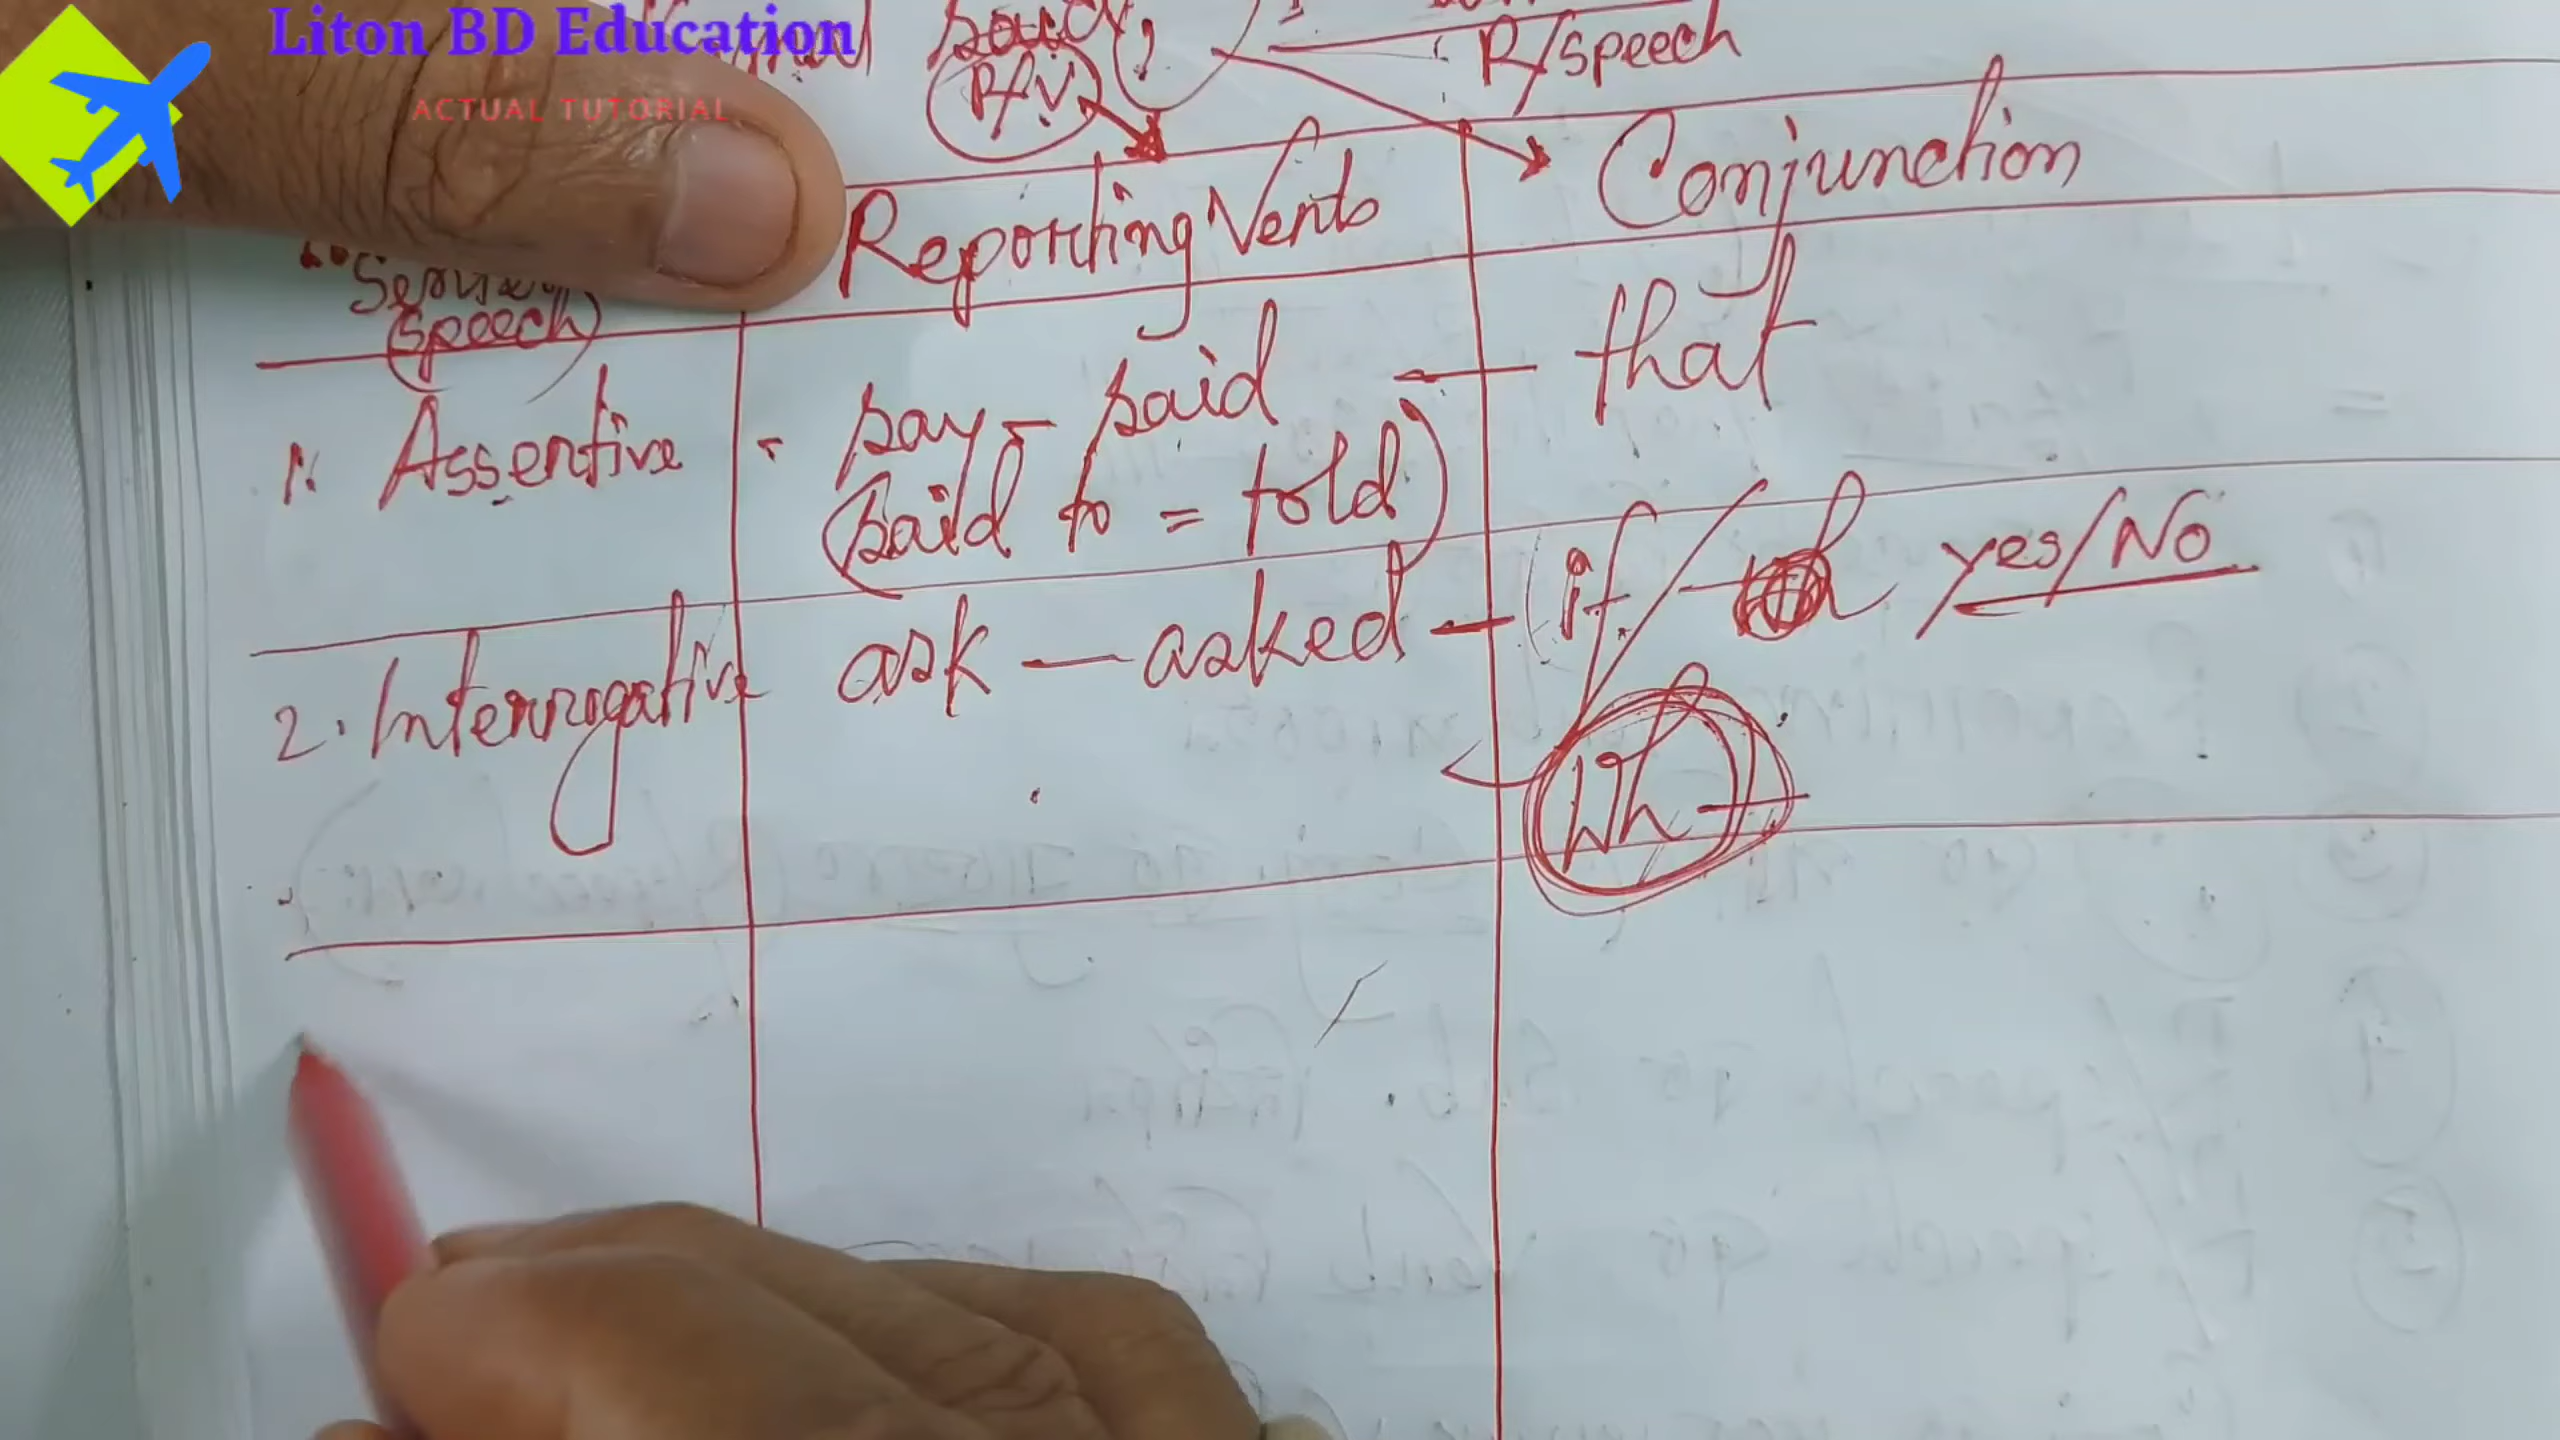 Liton BD Education
ACTUAL TUTORIAL
said,
R/V
R/speech
Reporting Verb
Conjunction
speech
1. Assertive - say - said - that
(said to = told)
2. Interrogative ask - asked - if/ yes/No
Wh -